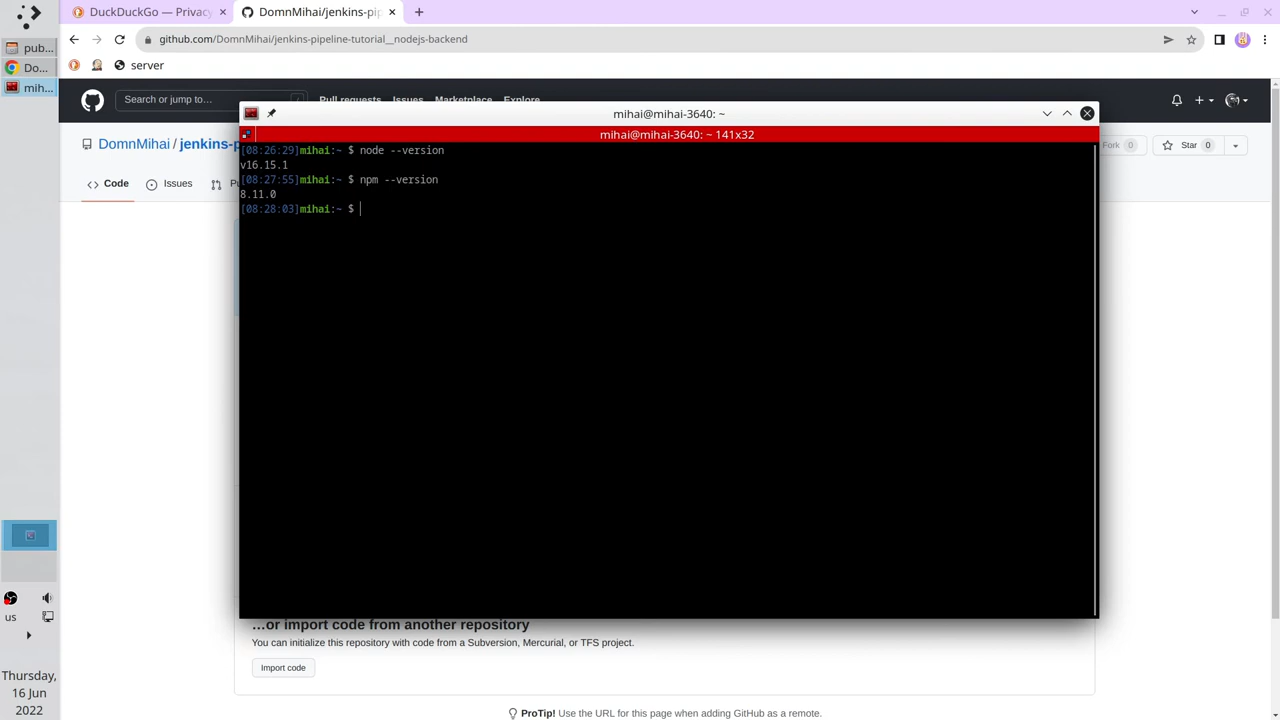 DuckDuckGo — Privacy
DomnMihai/jenkins-pip
github.com/DomnMihai/jenkins-pipeline-tutorial__nodejs-backend
server
pub...
Do...
mih...
Search or jump to…
/
Pull requests
Issues
Marketplace
Explore
mihai@mihai-3640: ~
mihai@mihai-3640: ~ 141x32
DomnMihai / jenkins-p
Fork 0
Star 0
Code
Issues
P
[08:26:29]mihai:~ $ node --version
v16.15.1
[08:27:55]mihai:~ $ npm --version
8.11.0
[08:28:03]mihai:~ $
…or import code from another repository
You can initialize this repository with code from a Subversion, Mercurial, or TFS project.
Import code
ProTip! Use the URL for this page when adding GitHub as a remote.
us
Thursday,
16 Jun
2022